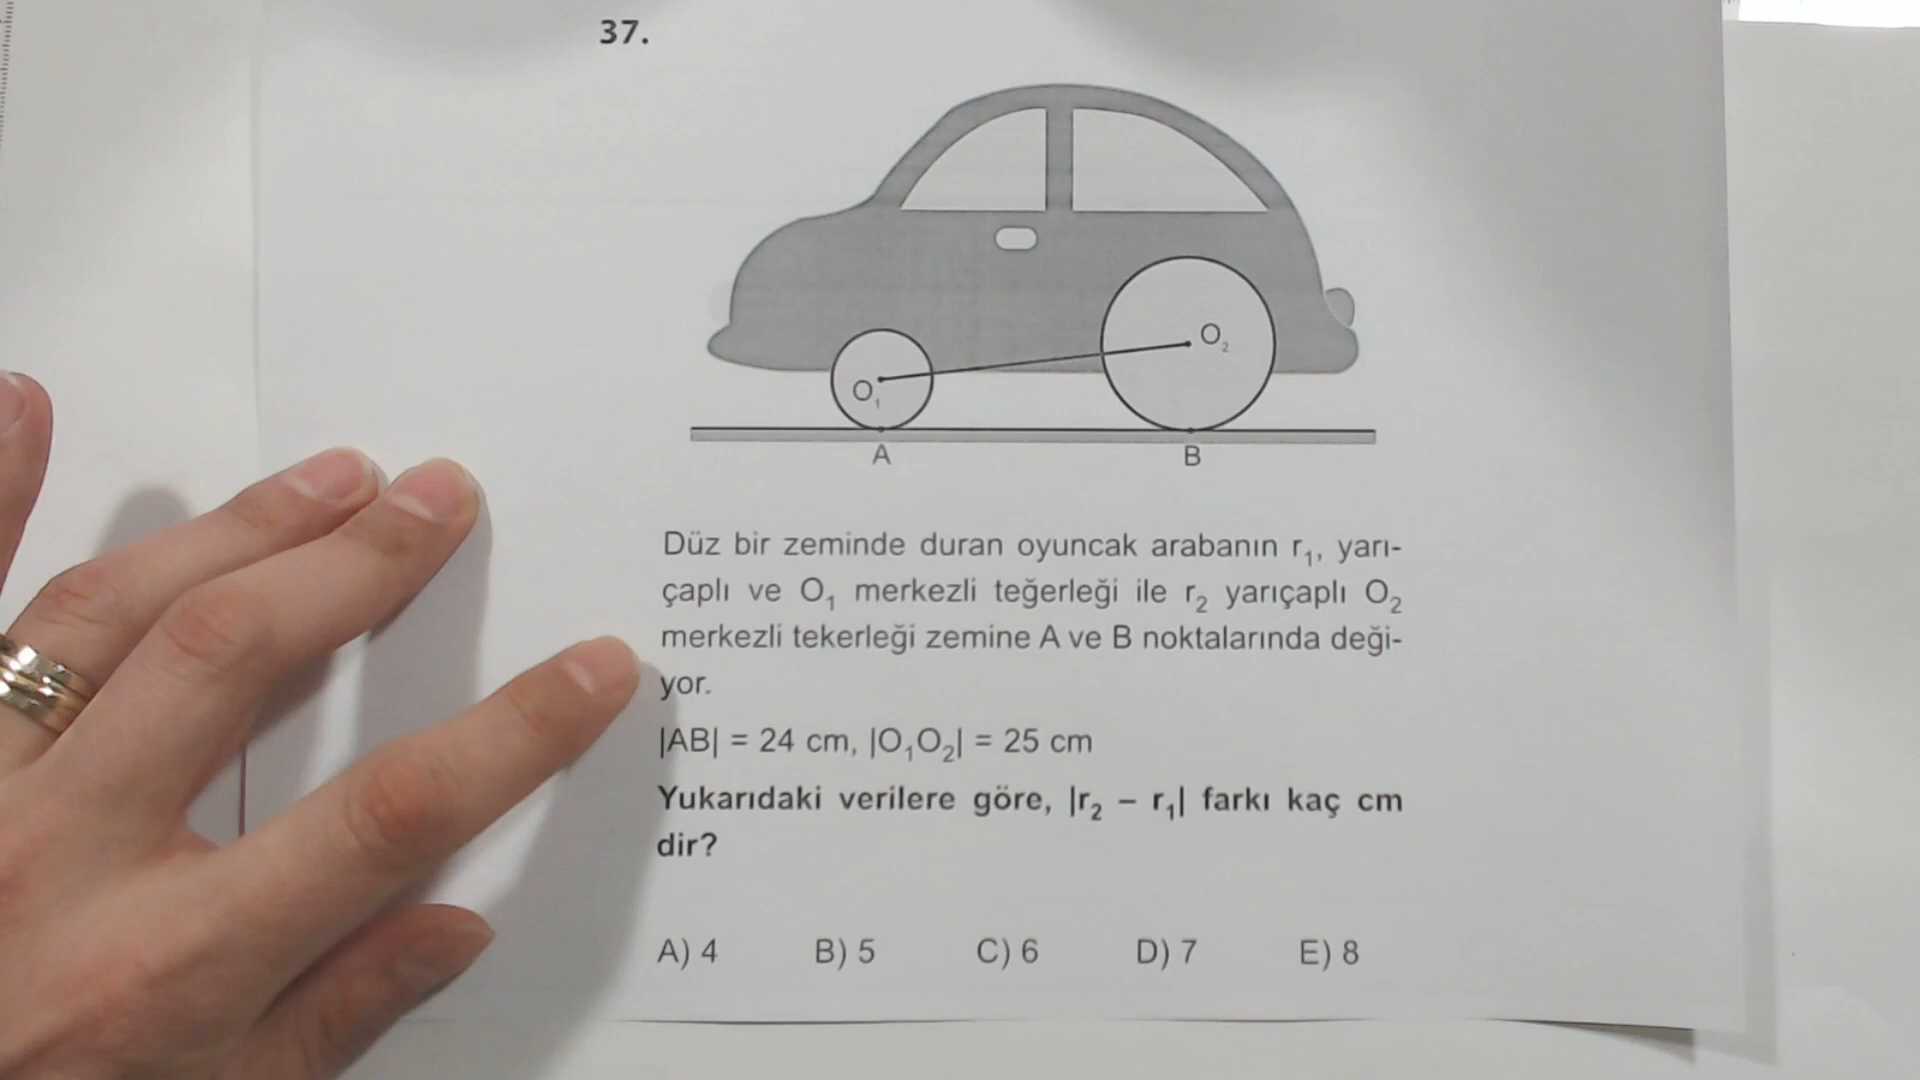 37.
O₁
O₂
A
B
Düz bir zeminde duran oyuncak arabanın r₁, yarı-
çaplı ve O₁ merkezli teğerleği ile r₂ yarıçaplı O₂
merkezli tekerleği zemine A ve B noktalarında deği-
yor.
|AB| = 24 cm, |O₁O₂| = 25 cm
Yukarıdaki verilere göre, |r₂ – r₁| farkı kaç cm
dir?
A) 4 B) 5 C) 6 D) 7 E) 8